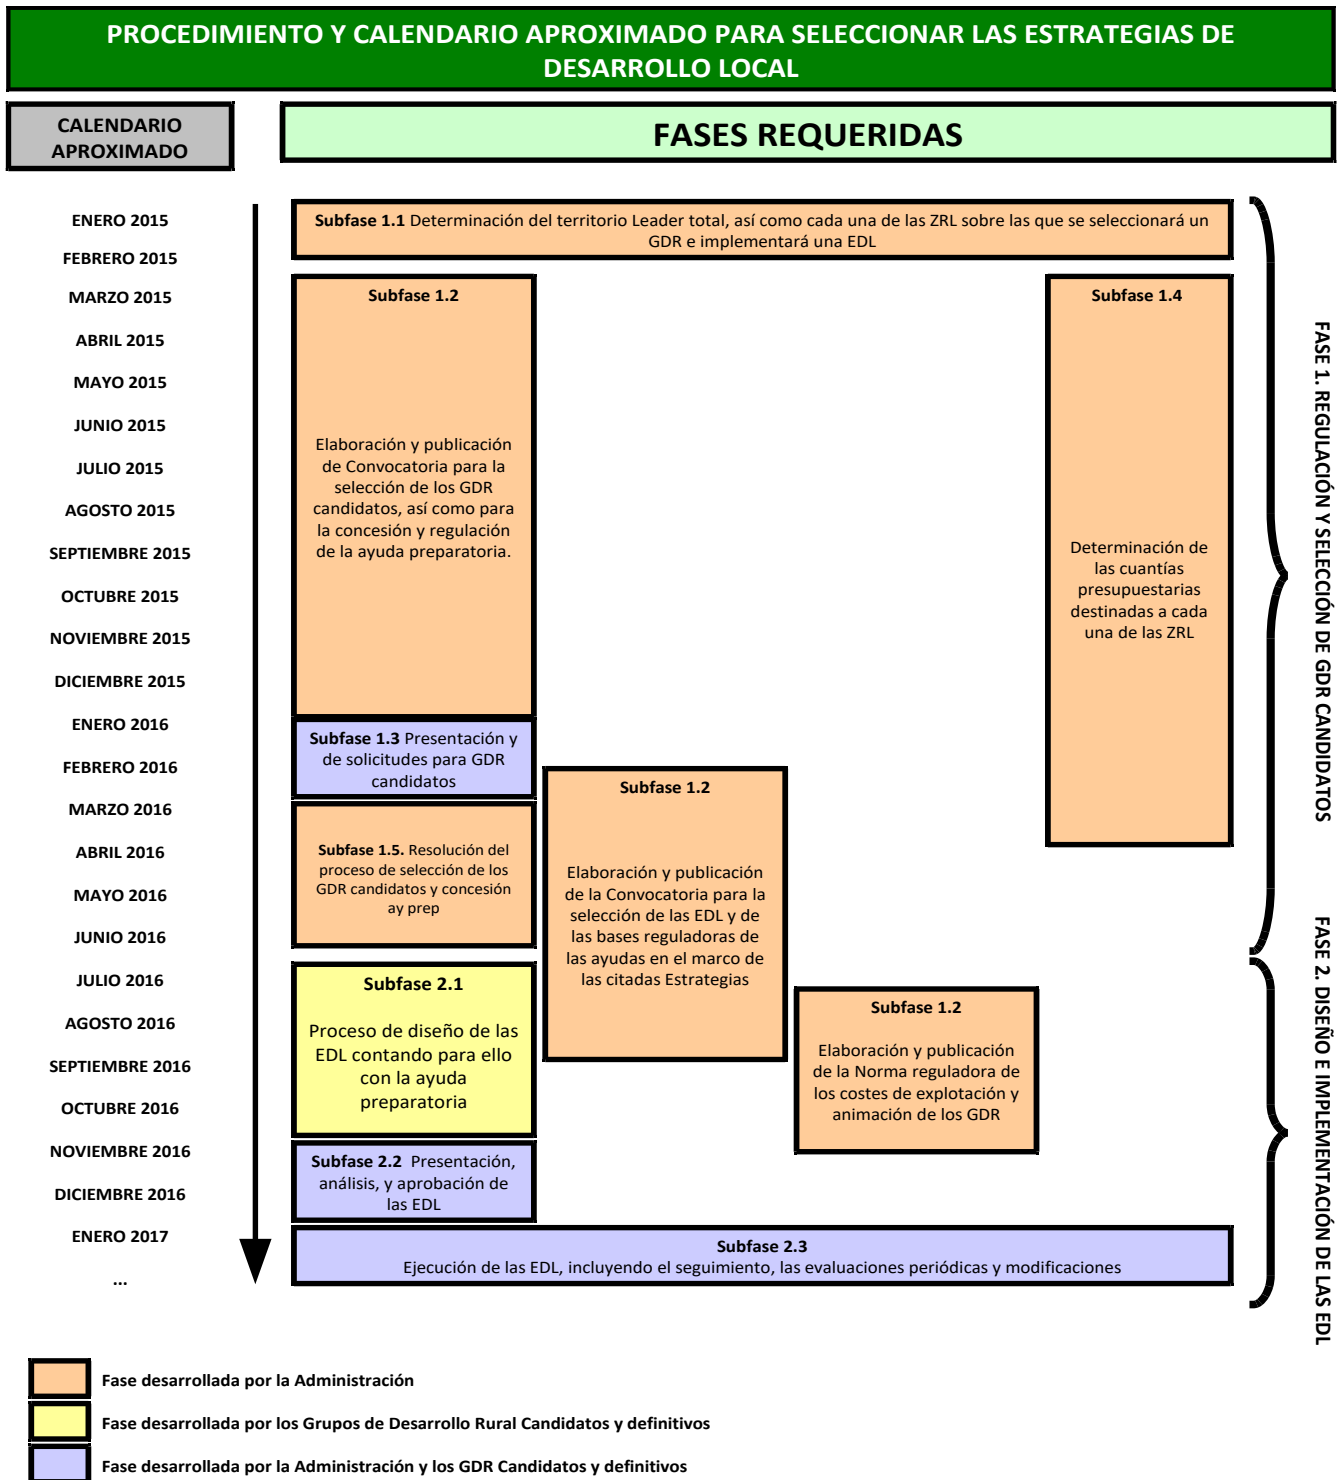 PROCEDIMIENTO Y CALENDARIO APROXIMADO PARA SELECCIONAR LAS ESTRATEGIAS DE
DESARROLLO LOCAL
CALENDARIO
APROXIMADO
FASES REQUERIDAS
ENERO 2015
FEBRERO 2015
MARZO 2015
ABRIL 2015
MAYO 2015
JUNIO 2015
JULIO 2015
AGOSTO 2015
SEPTIEMBRE 2015
OCTUBRE 2015
NOVIEMBRE 2015
DICIEMBRE 2015
ENERO 2016
FEBRERO 2016
MARZO 2016
ABRIL 2016
MAYO 2016
JUNIO 2016
JULIO 2016
AGOSTO 2016
SEPTIEMBRE 2016
OCTUBRE 2016
NOVIEMBRE 2016
DICIEMBRE 2016
ENERO 2017
...
Subfase 1.1 Determinación del territorio Leader total, así como cada una de las ZRL sobre las que se seleccionará un
GDR e implementará una EDL
Subfase 1.2
Elaboración y publicación
de Convocatoria para la
selección de los GDR
candidatos, así como para
la concesión y regulación
de la ayuda preparatoria.
Subfase 1.4
Determinación de
las cuantías
presupuestarias
destinadas a cada
una de las ZRL
Subfase 1.3 Presentación y
de solicitudes para GDR
candidatos
Subfase 1.5. Resolución del
proceso de selección de los
GDR candidatos y concesión
ay prep
Subfase 1.2
Elaboración y publicación
de la Convocatoria para la
selección de las EDL y de
las bases reguladoras de
las ayudas en el marco de
las citadas Estrategias
Subfase 2.1
Proceso de diseño de las
EDL contando para ello
con la ayuda
preparatoria
Subfase 1.2
Elaboración y publicación
de la Norma reguladora de
los costes de explotación y
animación de los GDR
Subfase 2.2 Presentación,
análisis, y aprobación de
las EDL
Subfase 2.3
Ejecución de las EDL, incluyendo el seguimiento, las evaluaciones periódicas y modificaciones
FASE 1. REGULACIÓN Y SELECCIÓN DE GDR CANDIDATOS
FASE 2. DISEÑO E IMPLEMENTACIÓN DE LAS EDL
Fase desarrollada por la Administración
Fase desarrollada por los Grupos de Desarrollo Rural Candidatos y definitivos
Fase desarrollada por la Administración y los GDR Candidatos y definitivos